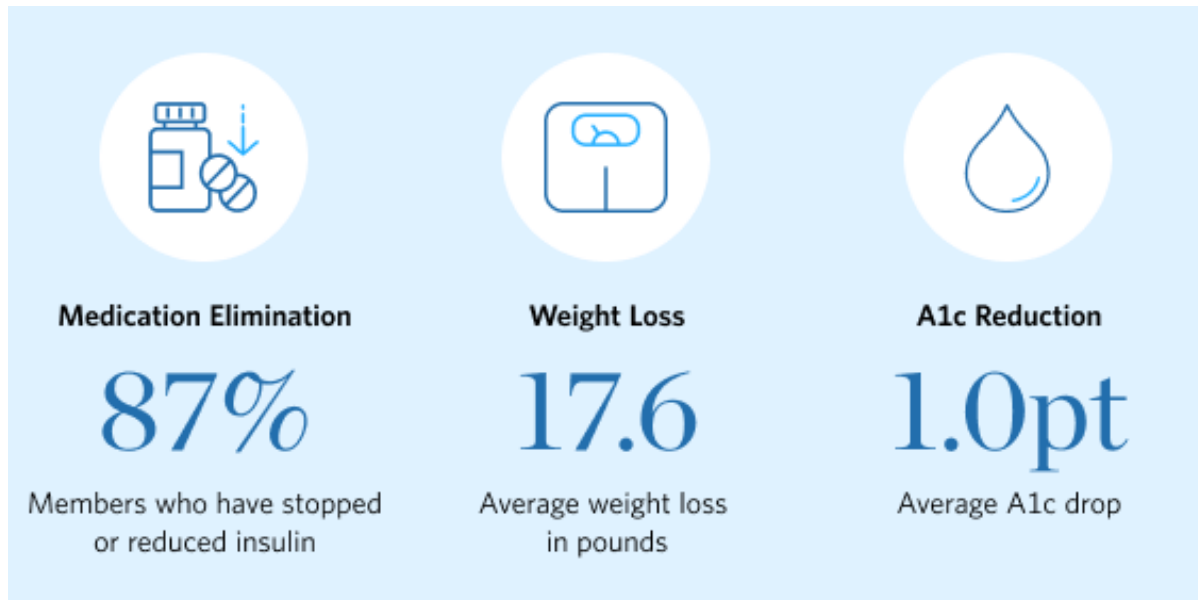 Medication Elimination
87%
Members who have stopped
or reduced insulin
Weight Loss
17.6
Average weight loss
in pounds
A1c Reduction
1.0pt
Average A1c drop